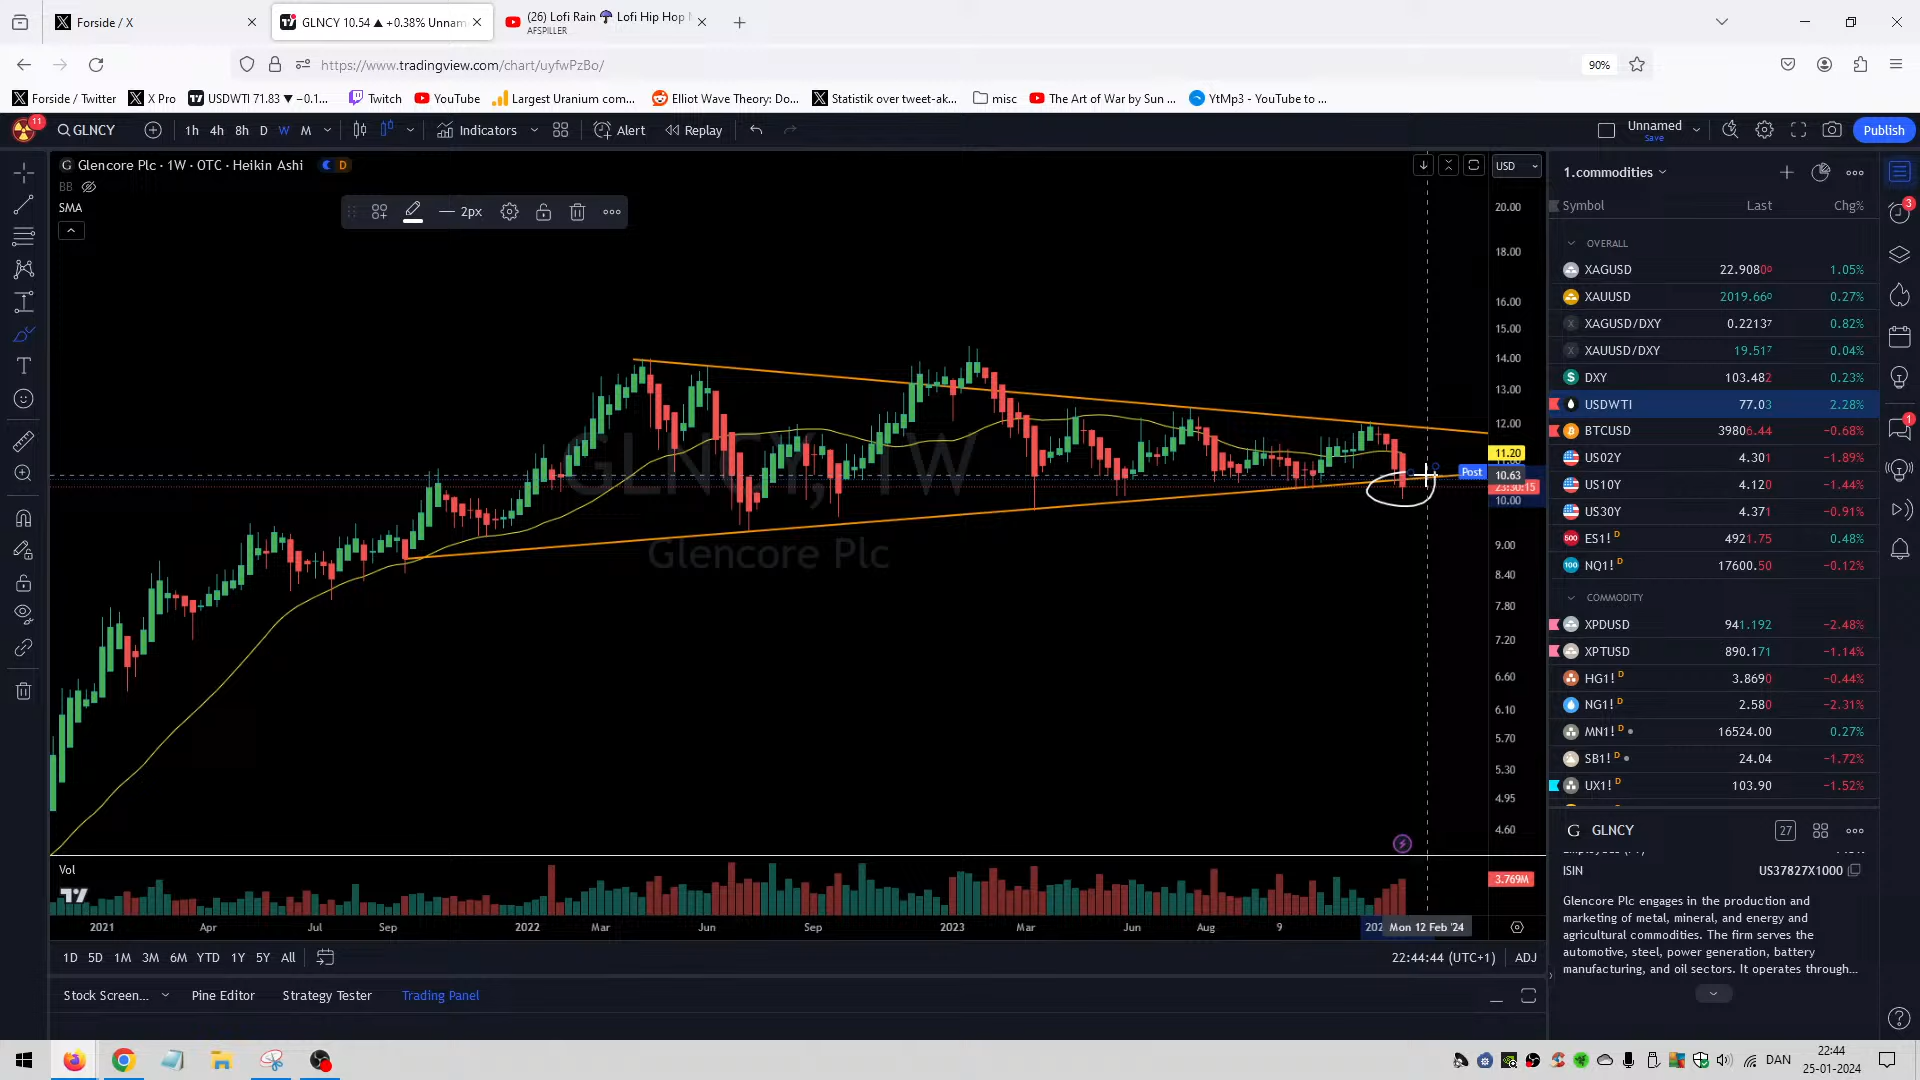 Forside / X
GLNCY 10.54 ▲ +0.38% Unnam
(26) Lofi Rain ☂ Lofi Hip Hop
AFSPILLER
https://www.tradingview.com/chart/uyfwPzBo/
90%
Forside / Twitter
X Pro
USDWTI 71.83 ▼ −0.1...
Twitch
YouTube
Largest Uranium com...
Elliot Wave Theory: Do...
Statistik over tweet-ak...
misc
The Art of War by Sun ...
YtMp3 - YouTube to ...
11
GLNCY
1h 4h 8h D W M
Indicators
Alert
Replay
Unnamed
Save
Publish
Glencore Plc · 1W · OTC · Heikin Ashi
D
USD
BB
SMA
2px
GLNCY, 1W
Glencore Plc
20.00
18.00
16.00
15.00
14.00
13.00
12.00
11.20
Post
10.63
23:30:15
10.00
9.00
8.40
7.80
7.20
6.60
6.10
5.70
5.30
4.95
4.60
Vol
3.769M
2021 Apr Jul Sep 2022 Mar Jun Sep 2023 Mar Jun Aug 9 202 Mon 12 Feb '24
1D 5D 1M 3M 6M YTD 1Y 5Y All
22:44:44 (UTC+1)
ADJ
Stock Screen...
Pine Editor
Strategy Tester
Trading Panel
1.commodities
Symbol Last Chg%
OVERALL
XAGUSD 22.9080⁰ 1.05%
XAUUSD 2019.66⁰ 0.27%
XAGUSD/DXY 0.2213⁷ 0.82%
XAUUSD/DXY 19.51⁷ 0.04%
DXY 103.482 0.23%
USDWTI 77.03 2.28%
BTCUSD 39806.44 −0.68%
US02Y 4.301 −1.89%
US10Y 4.120 −1.44%
US30Y 4.371 −0.91%
ES1! D 4921.75 0.48%
NQ1! D 17600.50 −0.12%
COMMODITY
XPDUSD 941.192 −2.48%
XPTUSD 890.171 −1.14%
HG1! D 3.8690 −0.44%
NG1! D 2.580 −2.31%
MN1! D 16524.00 0.27%
SB1! D 24.04 −1.72%
UX1! D 103.90 −1.52%
3
1
G GLNCY
27
ISIN US37827X1000
Glencore Plc engages in the production and
marketing of metal, mineral, and energy and
agricultural commodities. The firm serves the
automotive, steel, power generation, battery
manufacturing, and oil sectors. It operates through...
DAN
22:44
25-01-2024